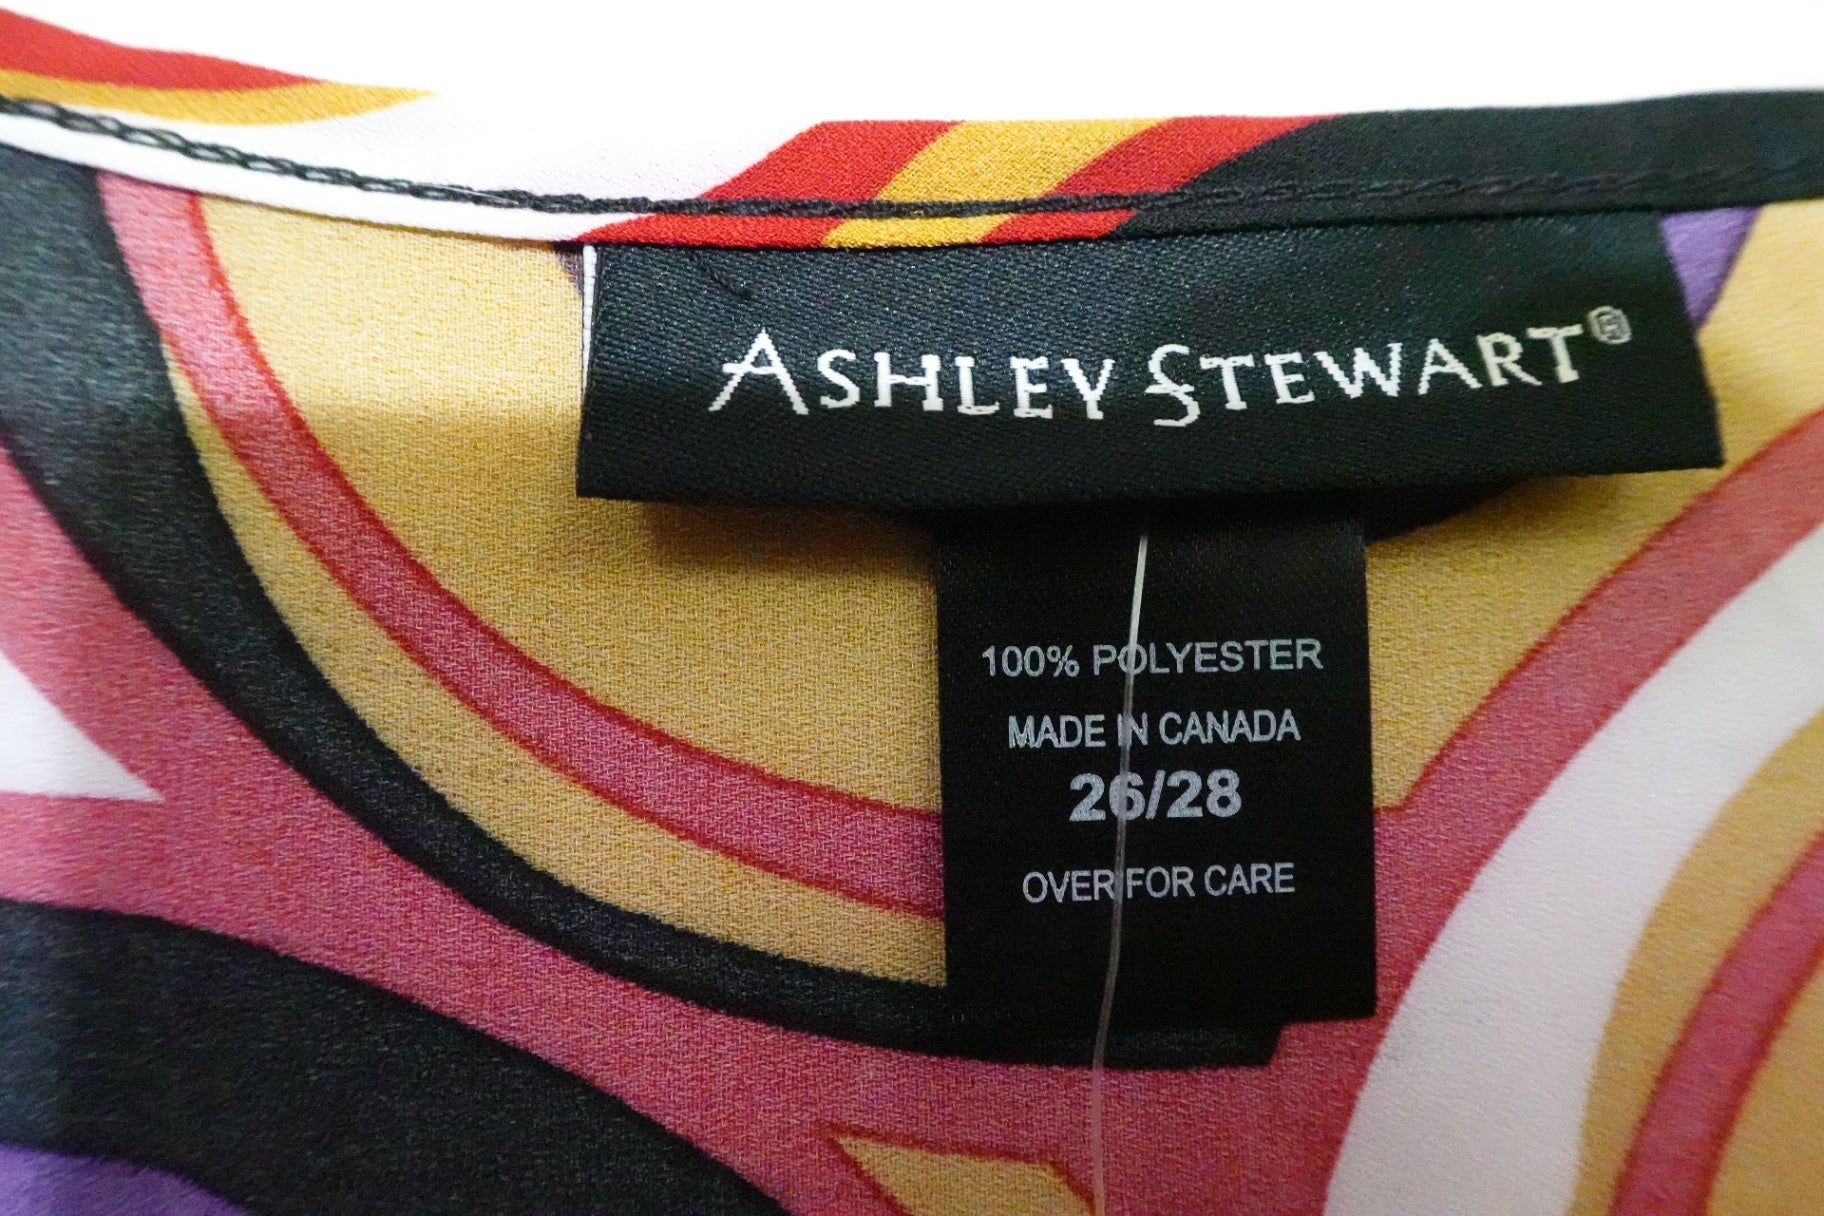 ASHLEY STEWART®
100% POLYESTER
MADE IN CANADA
26/28
OVER FOR CARE